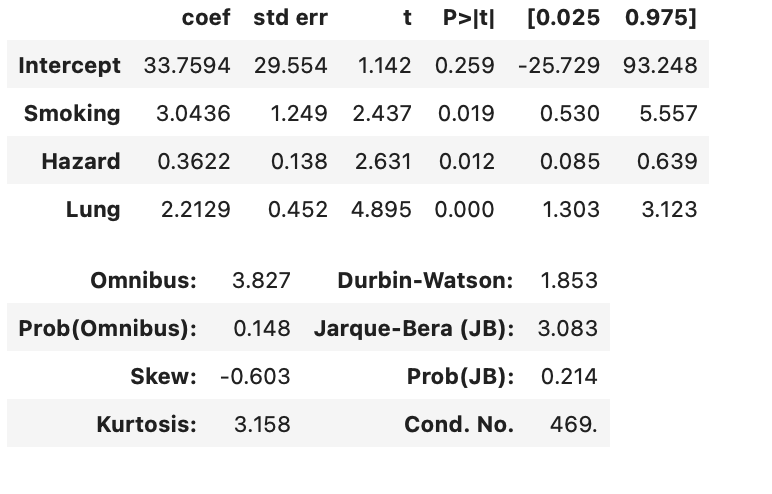 coef std err t P>|t| [0.025 0.975]
Intercept 33.7594 29.554 1.142 0.259 -25.729 93.248
Smoking 3.0436 1.249 2.437 0.019 0.530 5.557
Hazard 0.3622 0.138 2.631 0.012 0.085 0.639
Lung 2.2129 0.452 4.895 0.000 1.303 3.123
Omnibus: 3.827 Durbin-Watson: 1.853
Prob(Omnibus): 0.148 Jarque-Bera (JB): 3.083
Skew: -0.603 Prob(JB): 0.214
Kurtosis: 3.158 Cond. No. 469.